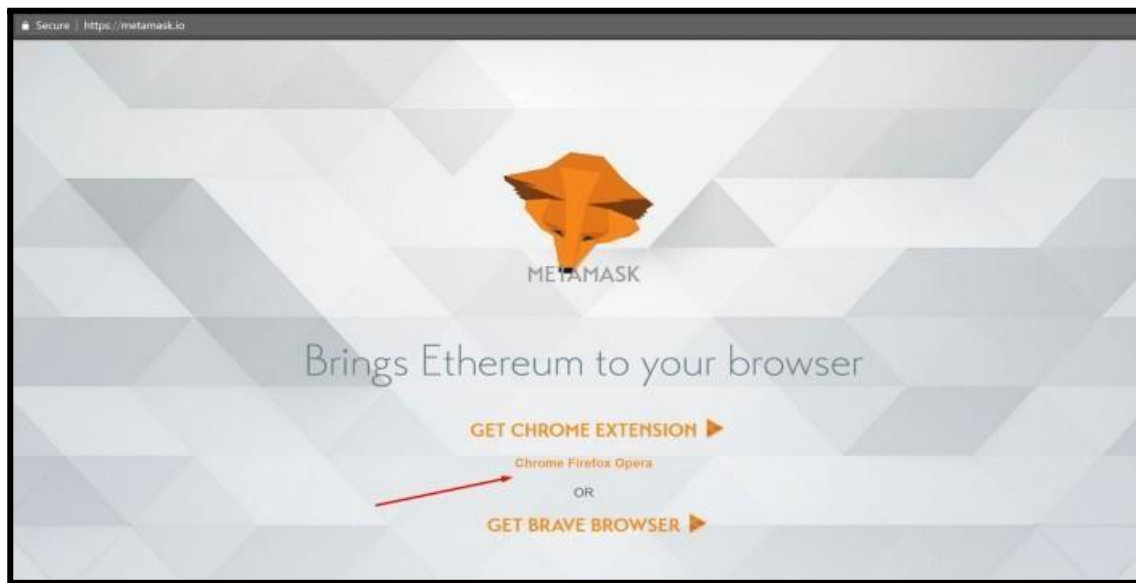 Secure | https://metamask.io
METAMASK
Brings Ethereum to your browser
GET CHROME EXTENSION
Chrome Firefox Opera
OR
GET BRAVE BROWSER